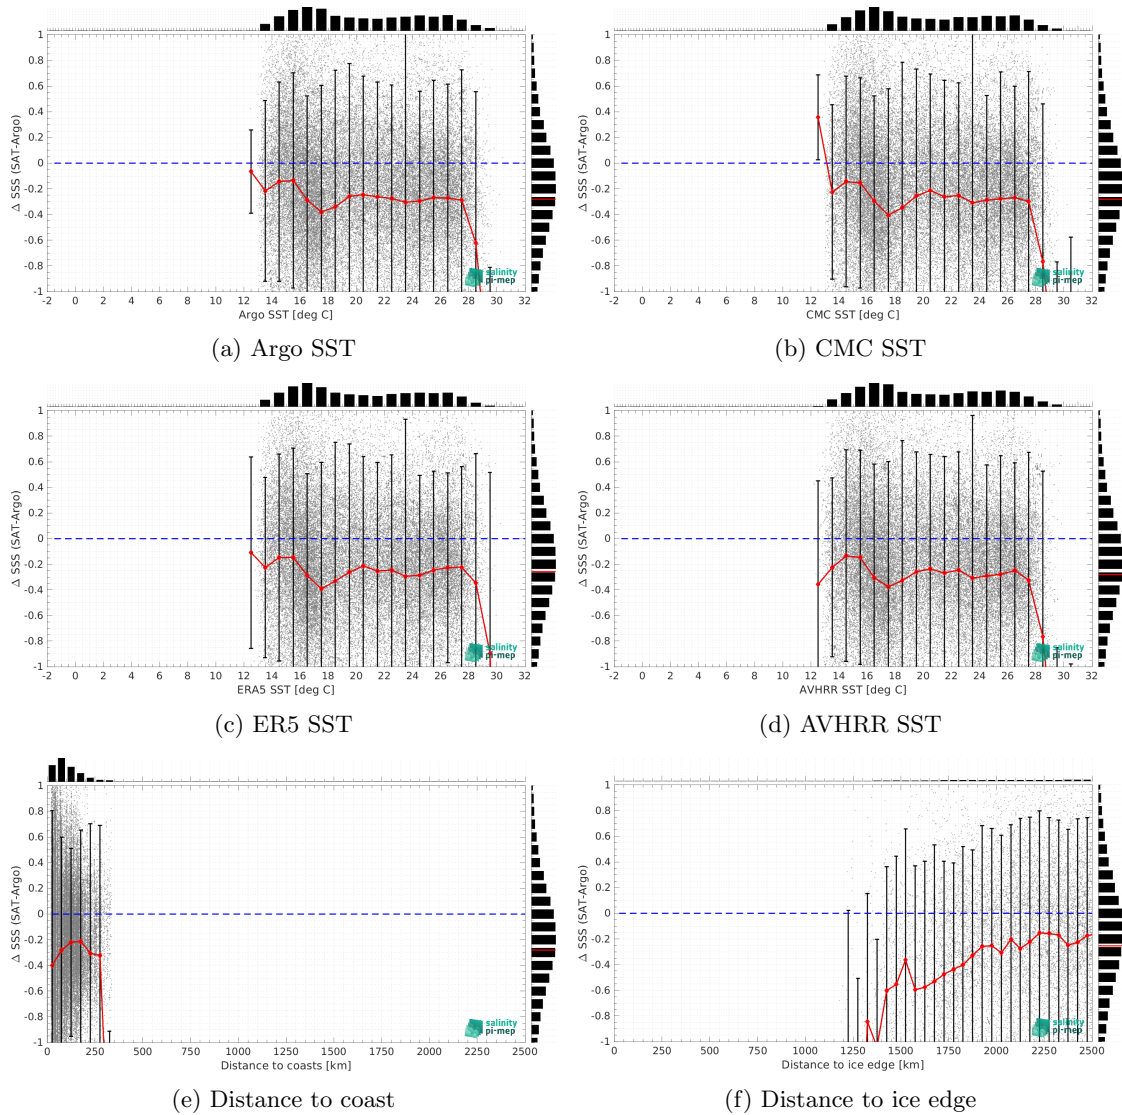 1
0.8
0.6
0.4
0.2
0
-0.2
-0.4
-0.6
-0.8
-1
Δ SSS (SAT-Argo)
salinity
pi-mep
-2 0 2 4 6 8 10 12 14 16 18 20 22 24 26 28 30 32
Argo SST [deg C]
(a) Argo SST
1
0.8
0.6
0.4
0.2
0
-0.2
-0.4
-0.6
-0.8
-1
Δ SSS (SAT-Argo)
salinity
pi-mep
-2 0 2 4 6 8 10 12 14 16 18 20 22 24 26 28 30 32
CMC SST [deg C]
(b) CMC SST
1
0.8
0.6
0.4
0.2
0
-0.2
-0.4
-0.6
-0.8
-1
Δ SSS (SAT-Argo)
salinity
pi-mep
-2 0 2 4 6 8 10 12 14 16 18 20 22 24 26 28 30 32
ERA5 SST [deg C]
(c) ER5 SST
1
0.8
0.6
0.4
0.2
0
-0.2
-0.4
-0.6
-0.8
-1
Δ SSS (SAT-Argo)
salinity
pi-mep
-2 0 2 4 6 8 10 12 14 16 18 20 22 24 26 28 30 32
AVHRR SST [deg C]
(d) AVHRR SST
1
0.8
0.6
0.4
0.2
0
-0.2
-0.4
-0.6
-0.8
-1
Δ SSS (SAT-Argo)
salinity
pi-mep
0 250 500 750 1000 1250 1500 1750 2000 2250 2500
Distance to coasts [km]
(e) Distance to coast
1
0.8
0.6
0.4
0.2
0
-0.2
-0.4
-0.6
-0.8
-1
Δ SSS (SAT-Argo)
salinity
pi-mep
0 250 500 750 1000 1250 1500 1750 2000 2250 2500
Distance to ice edge [km]
(f) Distance to ice edge